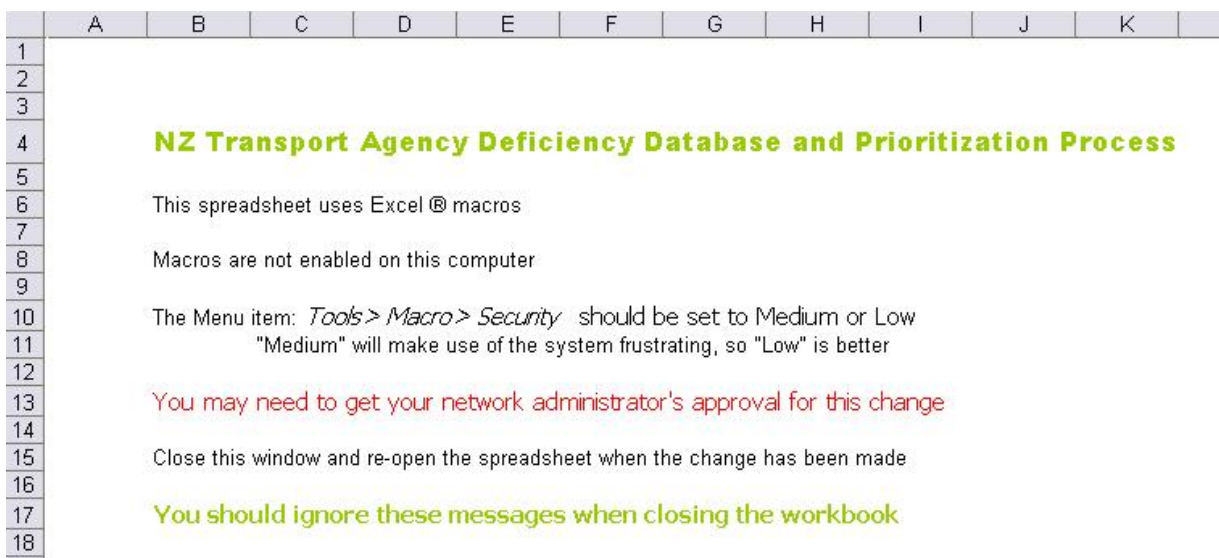 A B C D E F G H I J K
1
2
3
4 NZ Transport Agency Deficiency Database and Prioritization Process
5
6 This spreadsheet uses Excel ® macros
7
8 Macros are not enabled on this computer
9
10 The Menu item: Tools > Macro > Security should be set to Medium or Low
11 "Medium" will make use of the system frustrating, so "Low" is better
12
13 You may need to get your network administrator's approval for this change
14
15 Close this window and re-open the spreadsheet when the change has been made
16
17 You should ignore these messages when closing the workbook
18